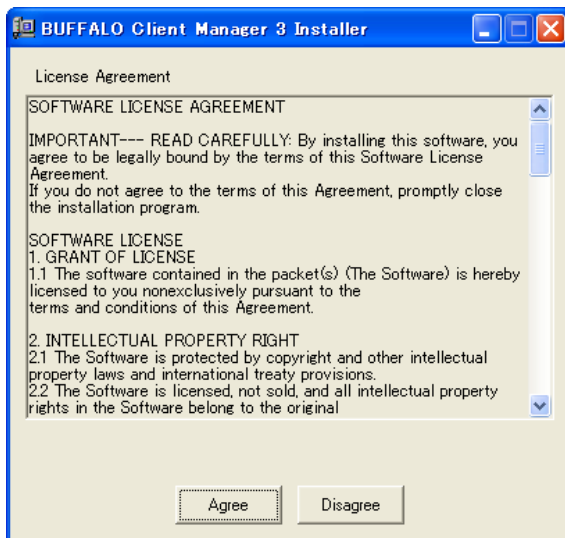 BUFFALO Client Manager 3 Installer
License Agreement
SOFTWARE LICENSE AGREEMENT
IMPORTANT--- READ CAREFULLY: By installing this software, you
agree to be legally bound by the terms of this Software License
Agreement.
If you do not agree to the terms of this Agreement, promptly close
the installation program.
SOFTWARE LICENSE
1. GRANT OF LICENSE
1.1 The software contained in the packet(s) (The Software) is hereby
licensed to you nonexclusively pursuant to the
terms and conditions of this Agreement.
2. INTELLECTUAL PROPERTY RIGHT
2.1 The Software is protected by copyright and other intellectual
property laws and international treaty provisions.
2.2 The Software is licensed, not sold, and all intellectual property
rights in the Software belong to the original
Agree
Disagree